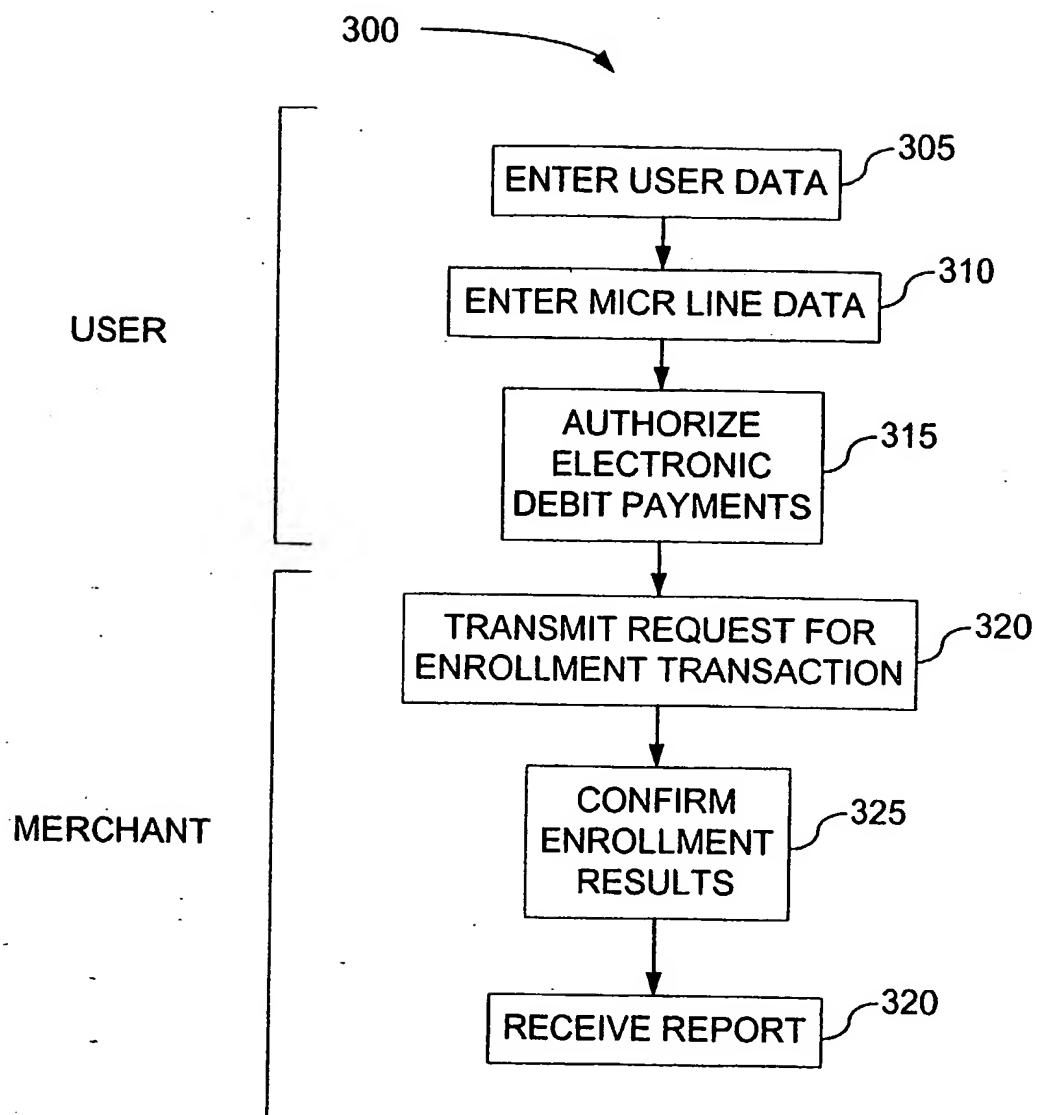 300
305
ENTER USER DATA
310
ENTER MICR LINE DATA
USER
AUTHORIZE
ELECTRONIC
DEBIT PAYMENTS
315
TRANSMIT REQUEST FOR
ENROLLMENT TRANSACTION
320
MERCHANT
CONFIRM
ENROLLMENT
RESULTS
325
RECEIVE REPORT
320